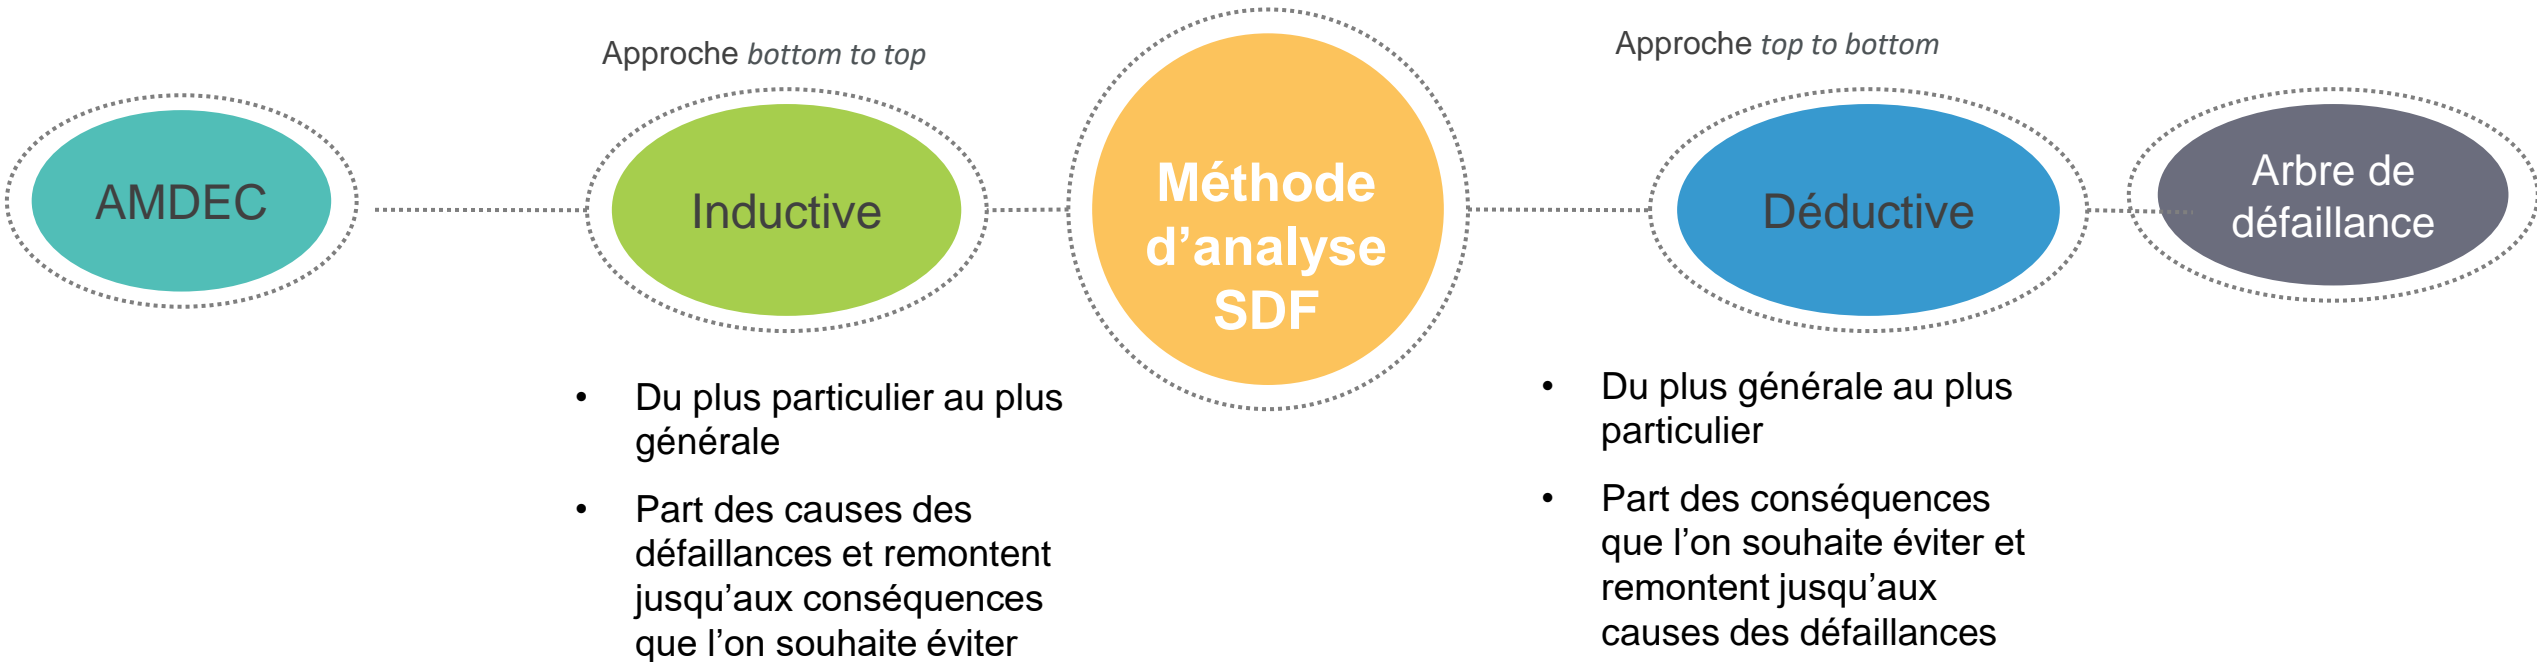 Approche bottom to top
Approche top to bottom
AMDEC
Inductive
Méthode
d’analyse
SDF
Déductive
Arbre de
défaillance
• Du plus particulier au plus
générale
• Part des causes des
défaillances et remontent
jusqu’aux conséquences
que l’on souhaite éviter
• Du plus générale au plus
particulier
• Part des conséquences
que l’on souhaite éviter et
remontent jusqu’aux
causes des défaillances